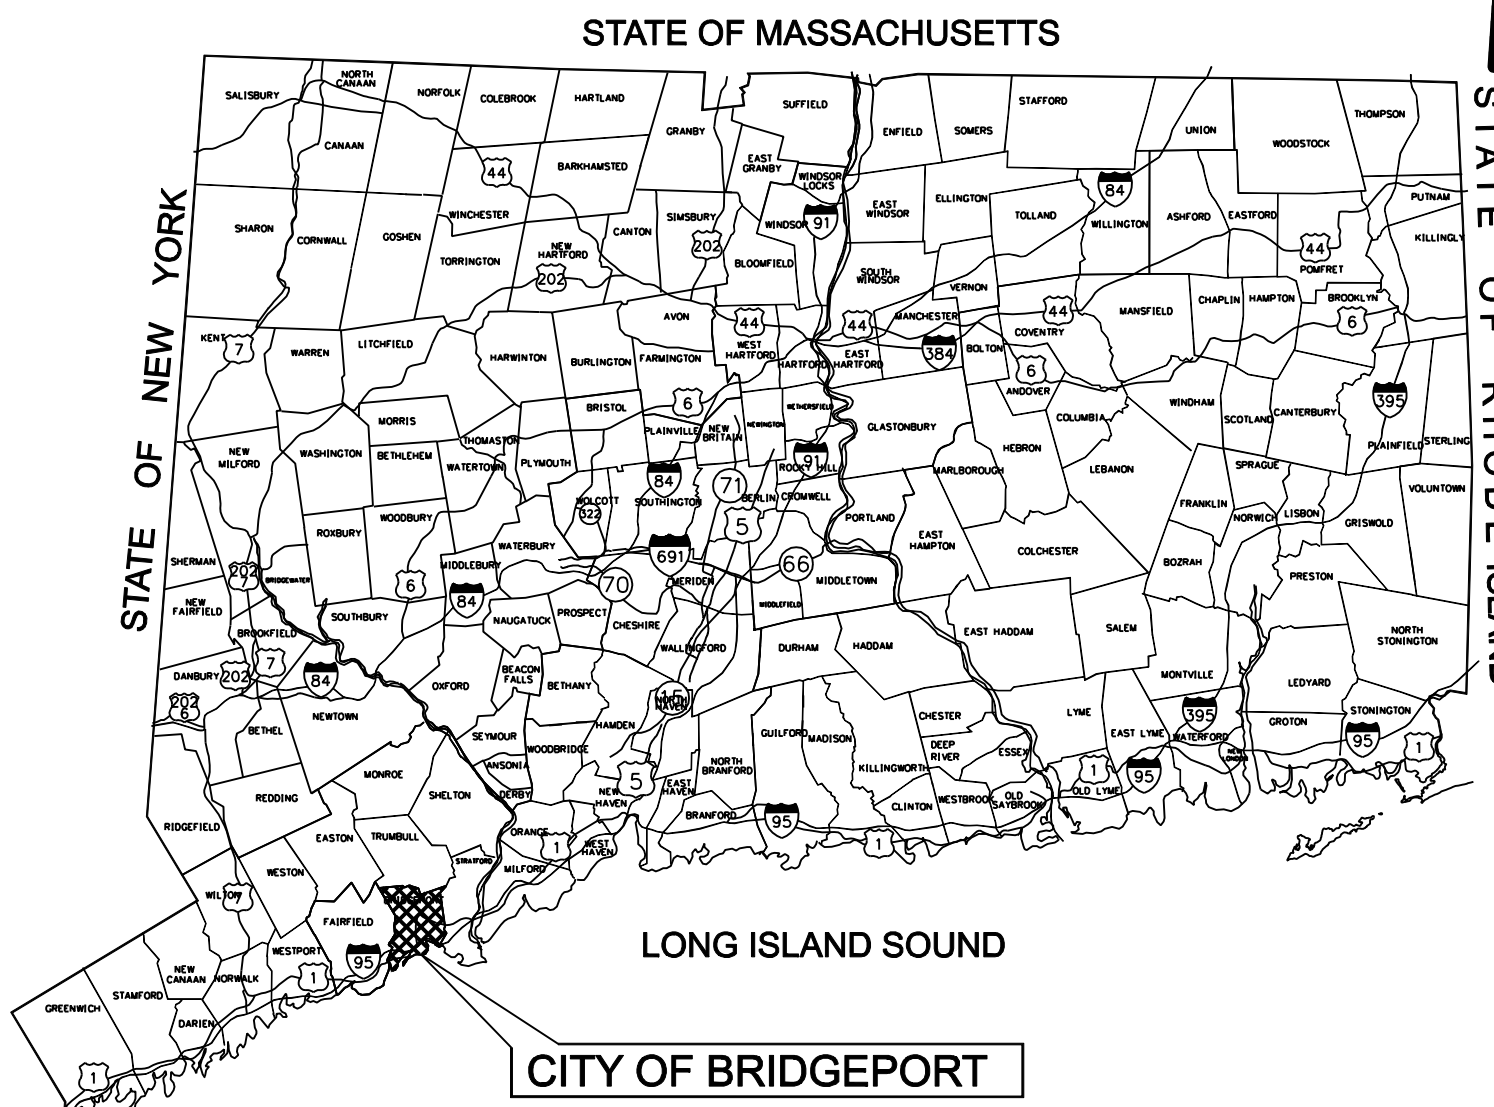 STATE OF MASSACHUSETTS
STATE OF NEW YORK
STATE OF RHODE ISLAND
SALISBURY
NORTH
CANAAN
NORFOLK
COLEBROOK
HARTLAND
SUFFIELD
STAFFORD
THOMPSON
CANAAN
GRANBY
ENFIELD
SOMERS
UNION
WOODSTOCK
44
BARKHAMSTED
EAST
GRANBY
WINDSOR
LOCKS
84
PUTNAM
SHARON
CORNWALL
GOSHEN
WINCHESTER
CANTON
SIMSBURY
WINDSOR
91
EAST
WINDSOR
ELLINGTON
TOLLAND
WILLINGTON
ASHFORD
EASTFORD
KILLINGLY
TORRINGTON
NEW
HARTFORD
202
202
BLOOMFIELD
SOUTH
WINDSOR
VERNON
44
POMFRET
KENT
7
WARREN
LITCHFIELD
HARWINTON
BURLINGTON
AVON
FARMINGTON
44
WEST
HARTFORD
HARTFORD
44
EAST
HARTFORD
MANCHESTER
384
BOLTON
COVENTRY
44
6
ANDOVER
MANSFIELD
CHAPLIN
HAMPTON
BROOKLYN
6
395
MORRIS
BRISTOL
6
PLAINVILLE
NEW
BRITAIN
NEWINGTON
WETHERSFIELD
GLASTONBURY
COLUMBIA
WINDHAM
SCOTLAND
CANTERBURY
PLAINFIELD
STERLING
NEW
MILFORD
WASHINGTON
BETHLEHEM
WATERTOWN
THOMASTON
PLYMOUTH
84
SOUTHINGTON
71
BERLIN
91
ROCKY HILL
CROMWELL
MARLBOROUGH
HEBRON
LEBANON
SPRAGUE
VOLUNTOWN
ROXBURY
WOODBURY
WOLCOTT
322
5
PORTLAND
EAST
HAMPTON
COLCHESTER
FRANKLIN
NORWICH
LISBON
GRISWOLD
SHERMAN
202
7
BRIDGEWATER
6
MIDDLEBURY
84
WATERBURY
691
70
MERIDEN
66
MIDDLETOWN
BOZRAH
PRESTON
NEW
FAIRFIELD
BROOKFIELD
SOUTHBURY
NAUGATUCK
PROSPECT
CHESHIRE
MIDDLEFIELD
WALLINGFORD
DURHAM
HADDAM
EAST HADDAM
SALEM
NORTH
STONINGTON
DANBURY
202
7
84
OXFORD
BEACON
FALLS
BETHANY
15
NORTH
HAVEN
MONTVILLE
LEDYARD
202
6
BETHEL
NEWTOWN
SEYMOUR
WOODBRIDGE
HAMDEN
GUILFORD
MADISON
CHESTER
LYME
395
WATERFORD
GROTON
STONINGTON
95
1
MONROE
ANSONIA
5
NEW
HAVEN
EAST
HAVEN
NORTH
BRANFORD
KILLINGWORTH
DEEP
RIVER
ESSEX
EAST LYME
95
NEW
LONDON
REDDING
SHELTON
DERBY
BRANFORD
95
CLINTON
WESTBROOK
OLD
SAYBROOK
1
OLD LYME
RIDGEFIELD
EASTON
TRUMBULL
ORANGE
1
WEST
HAVEN
1
WESTON
STRATFORD
MILFORD
WILTON
7
BRIDGEPORT
FAIRFIELD
95
LONG ISLAND SOUND
NEW
CANAAN
NORWALK
WESTPORT
1
GREENWICH
STAMFORD
DARIEN
1
CITY OF BRIDGEPORT